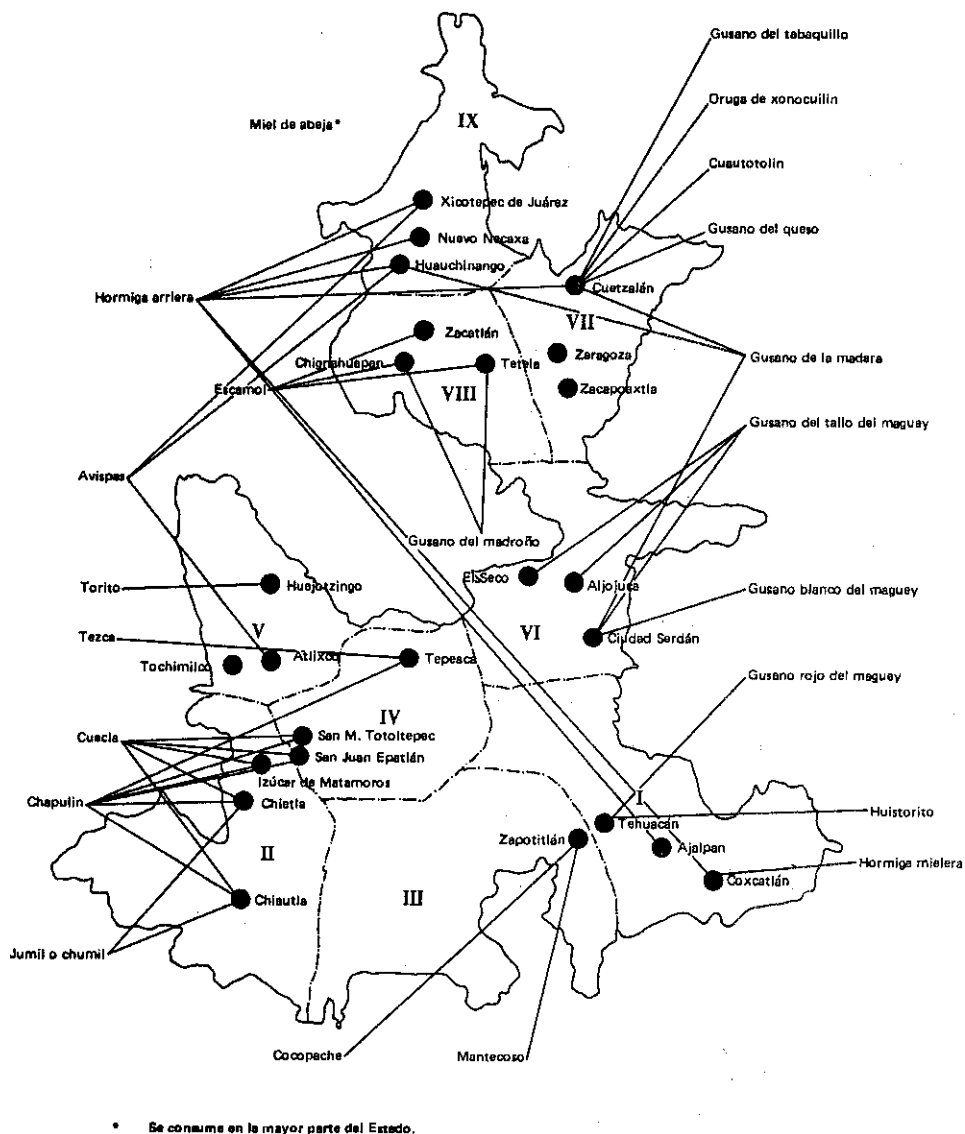 Gusano del tabaquillo
Oruga de xonocuilin
Miel de abeja*
IX
Cuautotolin
Xicotepec de Juárez
Gusano del queso
Nuevo Necaxa
Huauchinango
Cuetzalán
Hormiga arriera
VII
Zacatlán
Zaragoza
Gusano de la madera
Chignahuapan
Tetela
Escamol
VIII
Zacapoaxtla
Gusano del tallo del maguey
Avispas
Gusano del madroño
El Seco
Aljojuca
Torito
Huejotzingo
Gusano blanco del maguey
V
VI
Ciudad Serdán
Tezca
Atlixco
Tochimilco
Tepeaca
Gusano rojo del maguey
IV
Cuecla
San M. Totoltepec
San Juan Epatlán
Izúcar de Matamoros
Chapulin
Chietla
I
Huistorito
Tehuacán
Zapotitlán
Ajalpan
II
Hormiga mielera
Coxcatlán
III
Chiautla
Jumil o chumil
Cocopache
Mantecoso
* Se consume en la mayor parte del Estado.